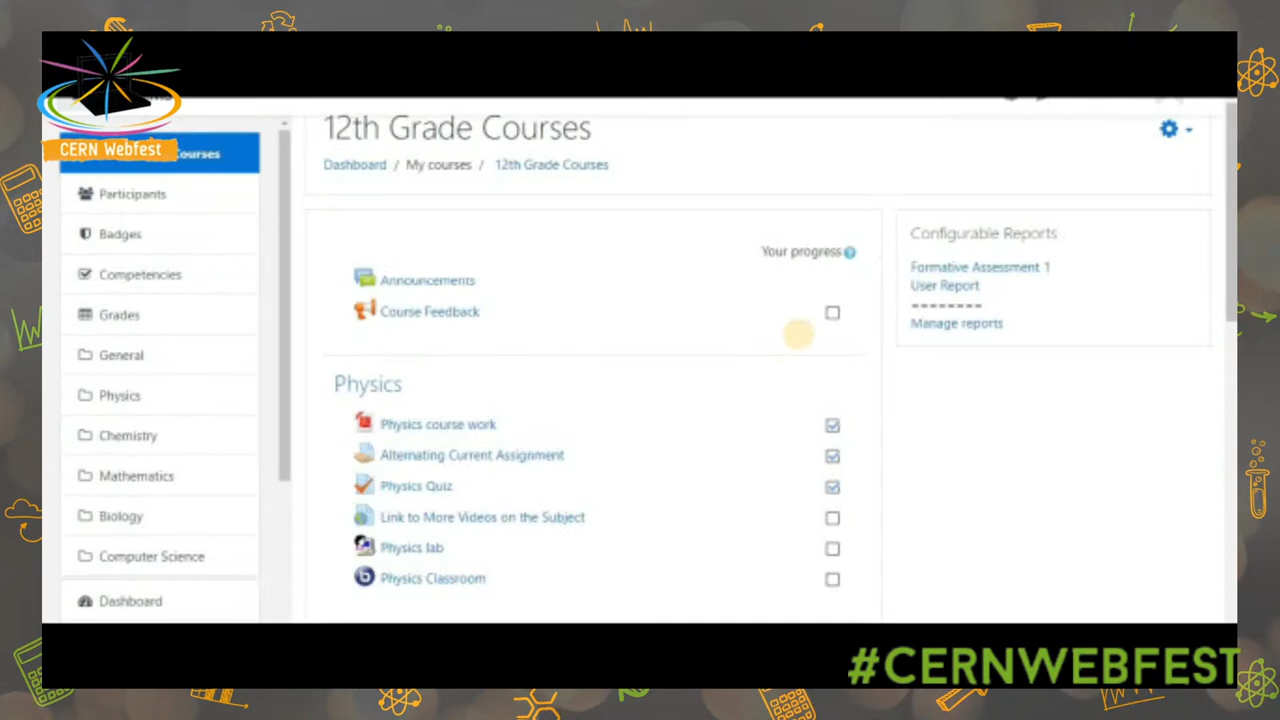 CERN Webfest
Courses
Participants
Badges
Competencies
Grades
General
Physics
Chemistry
Mathematics
Biology
Computer Science
Dashboard
12th Grade Courses
Dashboard / My courses / 12th Grade Courses
Your progress
Announcements
Course Feedback
Physics
Physics course work
Alternating Current Assignment
Physics Quiz
Link to More Videos on the Subject
Physics lab
Physics Classroom
Configurable Reports
Formative Assessment 1
User Report
--------
Manage reports
#CERNWEBFEST